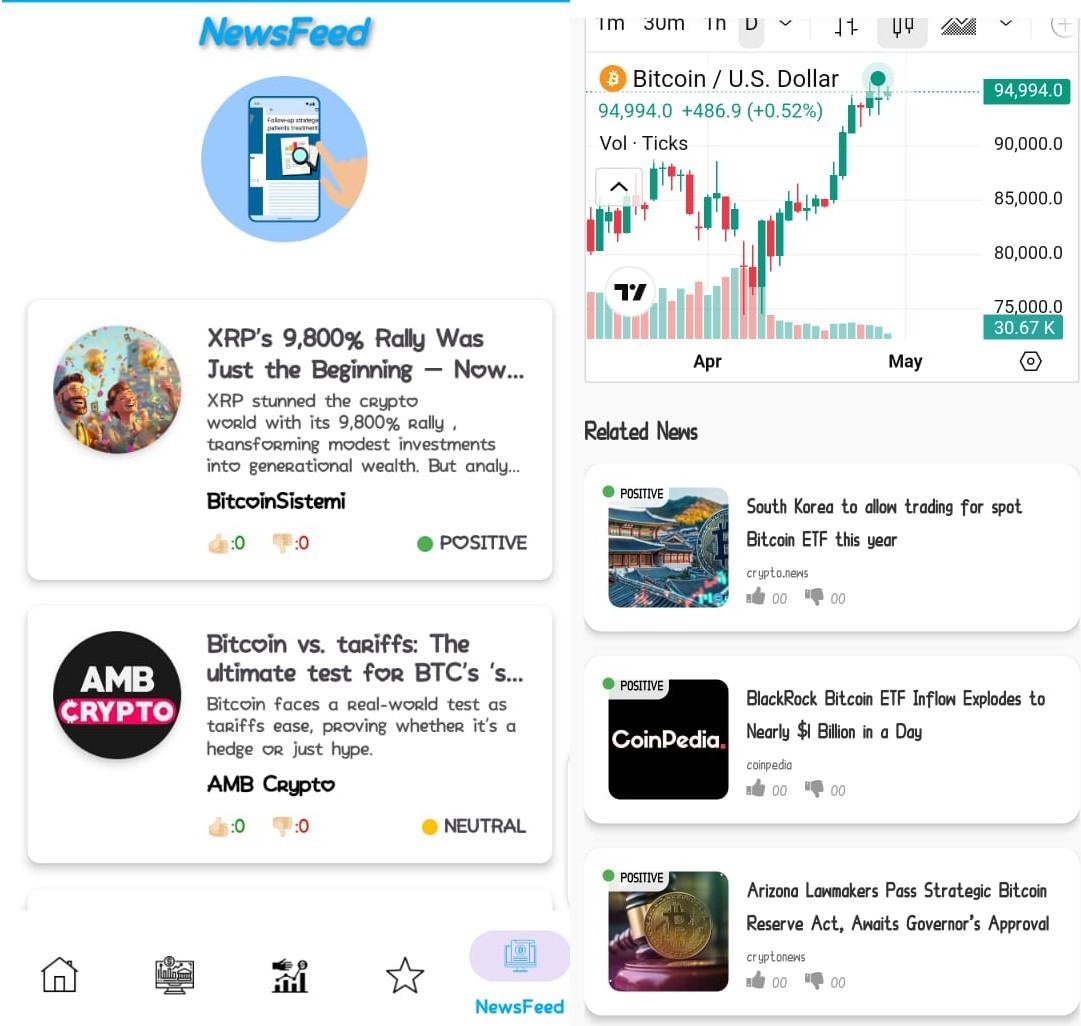 NewsFeed
Follow-up strategie
patients treatment
XRP's 9,800% Rally Was
Just the Beginning – Now...
XRP stunned the crypto
world with its 9,800% rally ,
transforming modest investments
into generational wealth. But analy...
BitcoinSistemi
:0 :0 POSITIVE
AMB
CRYPTO
Bitcoin vs. tariffs: The
ultimate test for BTC's 's...
Bitcoin faces a real-world test as
tariffs ease, proving whether it's a
hedge or just hype.
AMB Crypto
:0 :0 NEUTRAL
NewsFeed
1m 30m 1h D
Bitcoin / U.S. Dollar
94,994.0 +486.9 (+0.52%)
Vol · Ticks
94,994.0
90,000.0
85,000.0
80,000.0
75,000.0
30.67 K
Apr May
Related News
POSITIVE
South Korea to allow trading for spot
Bitcoin ETF this year
crypto.news
00 00
POSITIVE
CoinPedia.
BlackRock Bitcoin ETF Inflow Explodes to
Nearly $1 Billion in a Day
coinpedia
00 00
POSITIVE
Arizona Lawmakers Pass Strategic Bitcoin
Reserve Act, Awaits Governor's Approval
cryptonews
00 00